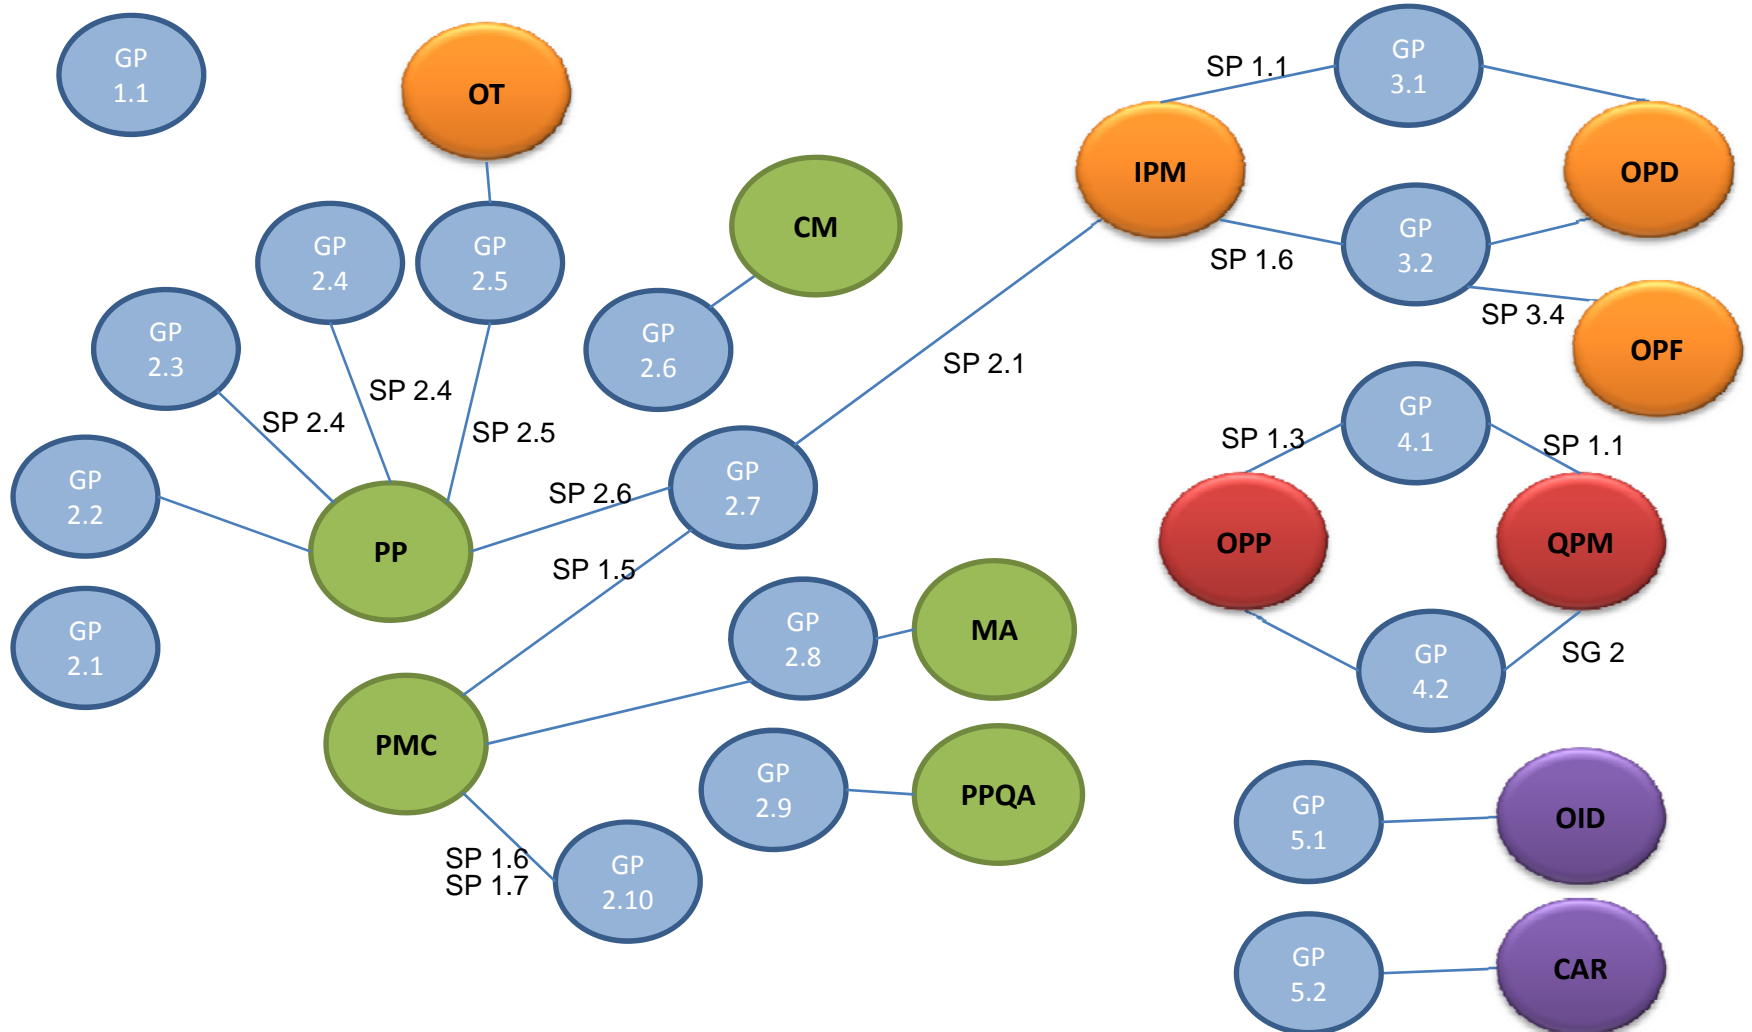 GP
1.1
OT
GP
3.1
SP 1.1
IPM
OPD
GP
2.4
GP
2.5
CM
GP
3.2
SP 1.6
SP 3.4
OPF
GP
2.3
GP
2.6
SP 2.1
SP 2.4
SP 2.4
SP 2.5
GP
4.1
SP 1.3
SP 1.1
GP
2.2
SP 2.6
GP
2.7
PP
SP 1.5
OPP
QPM
GP
2.1
GP
2.8
MA
GP
4.2
SG 2
PMC
GP
2.9
PPQA
GP
5.1
OID
SP 1.6
SP 1.7
GP
2.10
GP
5.2
CAR